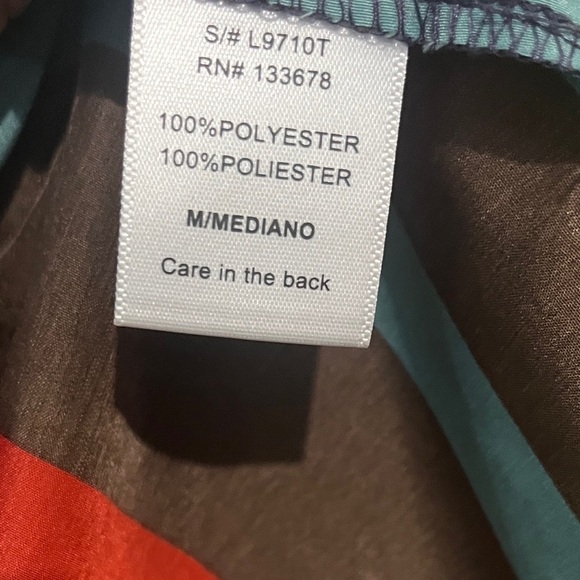 S/# L9710T
RN# 133678
100%POLYESTER
100%POLIESTER
M/MEDIANO
Care in the back